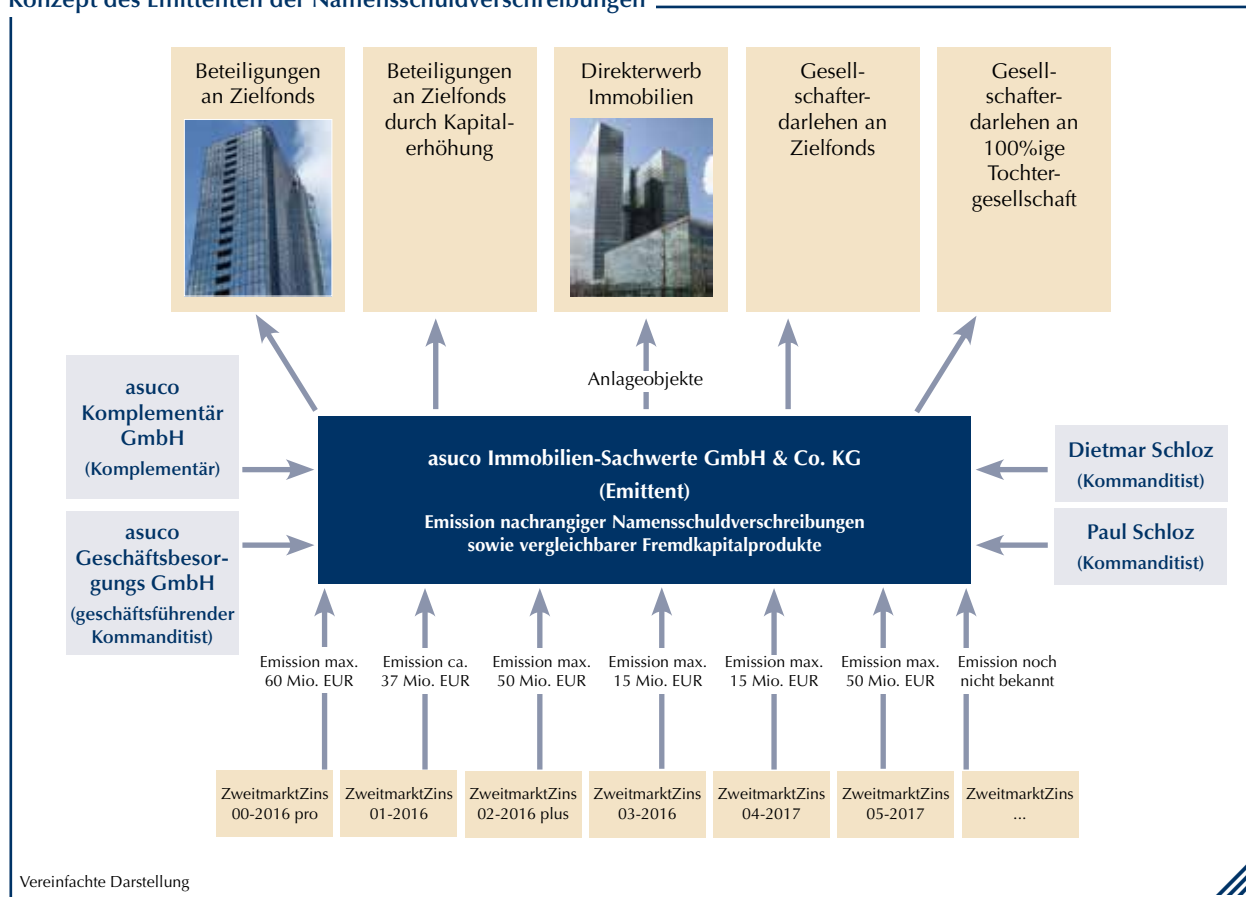 Konzept des Emittenten der Namensschuldverschreibungen
Beteiligungen
an Zielfonds
Beteiligungen
an Zielfonds
durch Kapital-
erhöhung
Direkterwerb
Immobilien
Gesell-
schafter-
darlehen an
Zielfonds
Gesell-
schafter-
darlehen an
100%ige
Tochter-
gesellschaft
Anlageobjekte
asuco
Komplementär
GmbH
(Komplementär)
asuco
Geschäftsbesor-
gungs GmbH
(geschäftsführender
Kommanditist)
asuco Immobilien-Sachwerte GmbH & Co. KG
(Emittent)
Emission nachrangiger Namensschuldverschreibungen
sowie vergleichbarer Fremdkapitalprodukte
Dietmar Schloz
(Kommanditist)
Paul Schloz
(Kommanditist)
Emission max.
60 Mio. EUR
Emission ca.
37 Mio. EUR
Emission max.
50 Mio. EUR
Emission max.
15 Mio. EUR
Emission max.
15 Mio. EUR
Emission max.
50 Mio. EUR
Emission noch
nicht bekannt
ZweitmarktZins
00-2016 pro
ZweitmarktZins
01-2016
ZweitmarktZins
02-2016 plus
ZweitmarktZins
03-2016
ZweitmarktZins
04-2017
ZweitmarktZins
05-2017
ZweitmarktZins
...
Vereinfachte Darstellung